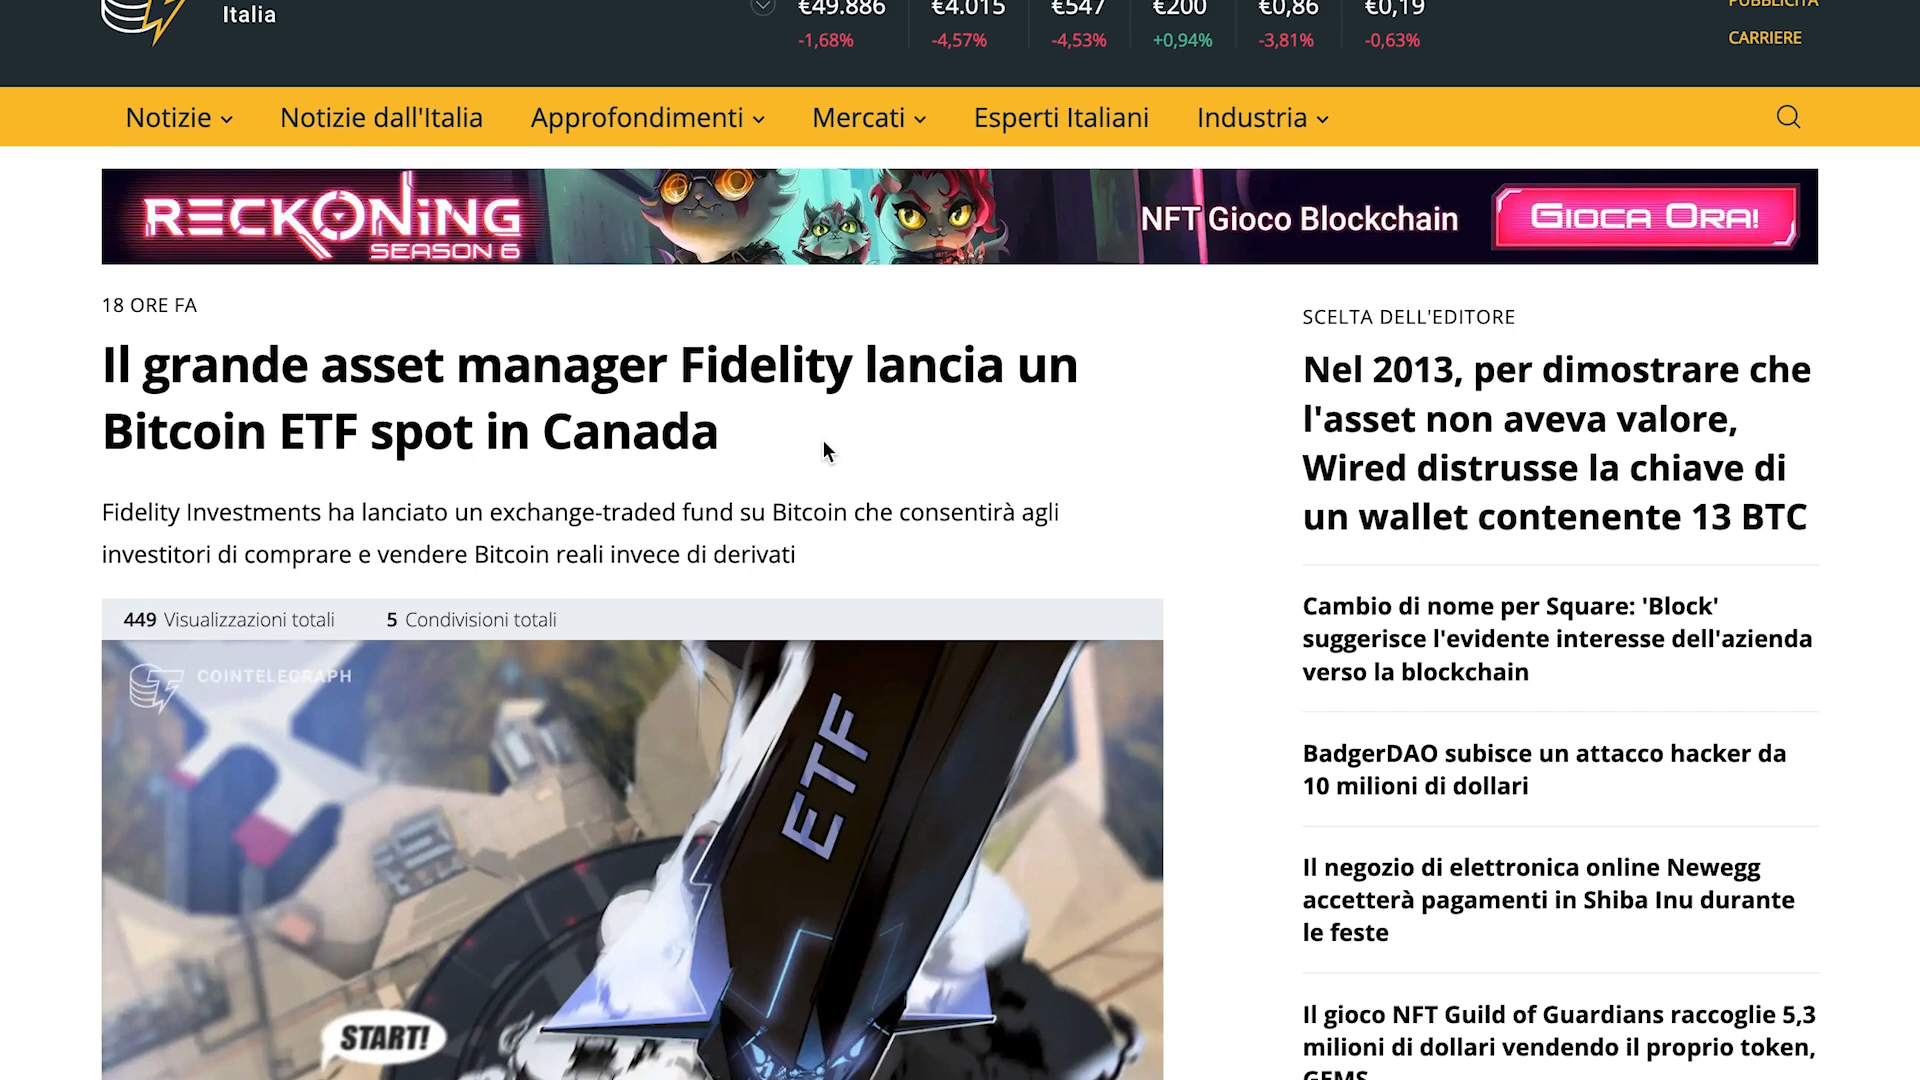 Italia
€49.886 €4.015 €547 €200 €0,86 €0,19
-1,68% -4,57% -4,53% +0,94% -3,81% -0,63%
PUBBLICITÀ
CARRIERE
Notizie Notizie dall'Italia Approfondimenti Mercati Esperti Italiani Industria
RECKONING
SEASON 6
NFT Gioco Blockchain
GIOCA ORA!
18 ORE FA
Il grande asset manager Fidelity lancia un
Bitcoin ETF spot in Canada
Fidelity Investments ha lanciato un exchange-traded fund su Bitcoin che consentirà agli
investitori di comprare e vendere Bitcoin reali invece di derivati
449 Visualizzazioni totali 5 Condivisioni totali
COINTELEGRAPH
ETF
START!
SCELTA DELL'EDITORE
Nel 2013, per dimostrare che
l'asset non aveva valore,
Wired distrusse la chiave di
un wallet contenente 13 BTC
Cambio di nome per Square: 'Block'
suggerisce l'evidente interesse dell'azienda
verso la blockchain
BadgerDAO subisce un attacco hacker da
10 milioni di dollari
Il negozio di elettronica online Newegg
accetterà pagamenti in Shiba Inu durante
le feste
Il gioco NFT Guild of Guardians raccoglie 5,3
milioni di dollari vendendo il proprio token,
GEMS